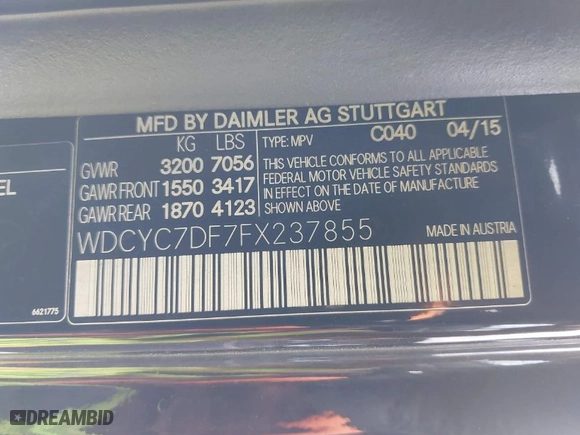 MFD BY DAIMLER AG STUTTGART
KG LBS
GVWR 3200 7056
GAWR FRONT 1550 3417
GAWR REAR 1870 4123
TYPE: MPV C040 04/15
THIS VEHICLE CONFORMS TO ALL APPLICABLE
FEDERAL MOTOR VEHICLE SAFETY STANDARDS
IN EFFECT ON THE DATE OF MANUFACTURE
SHOWN ABOVE.
WDCYC7DF7FX237855 MADE IN AUSTRIA
EL
6621775
DREAMBID